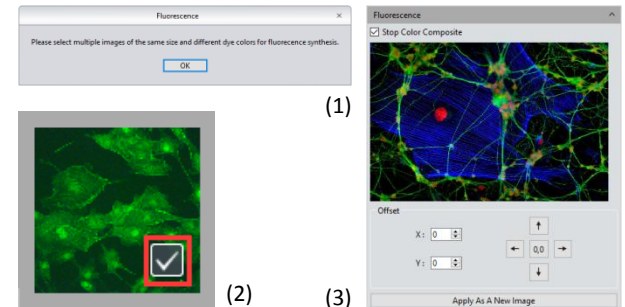 Fluorescence
Please select multiple images of the same size and different dye colors for fluorecence synthesis.
OK
(1)
(2)
Fluorescence
Stop Color Composite
Offset
X: 0
Y: 0
0,0
Apply As A New Image
(3)